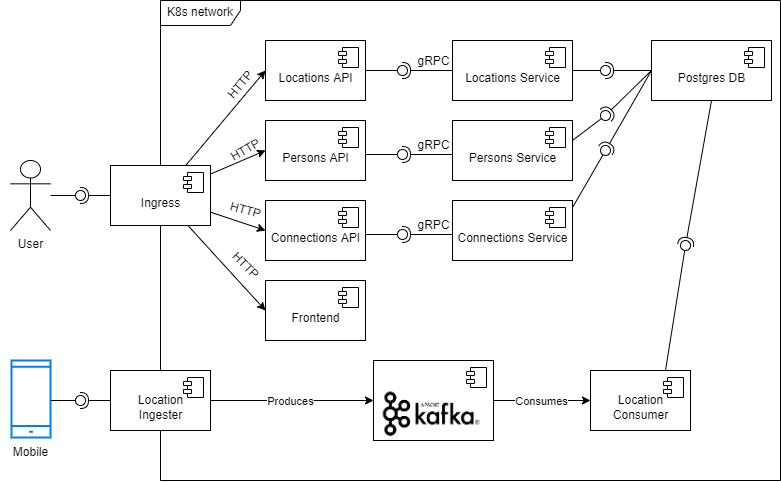 K8s network
Locations API
gRPC
Locations Service
Postgres DB
HTTP
Persons API
gRPC
Persons Service
HTTP
Ingress
User
HTTP
Connections API
gRPC
Connections Service
HTTP
Frontend
Mobile
Location
Ingester
Produces
APACHE
kafka®
Consumes
Location
Consumer